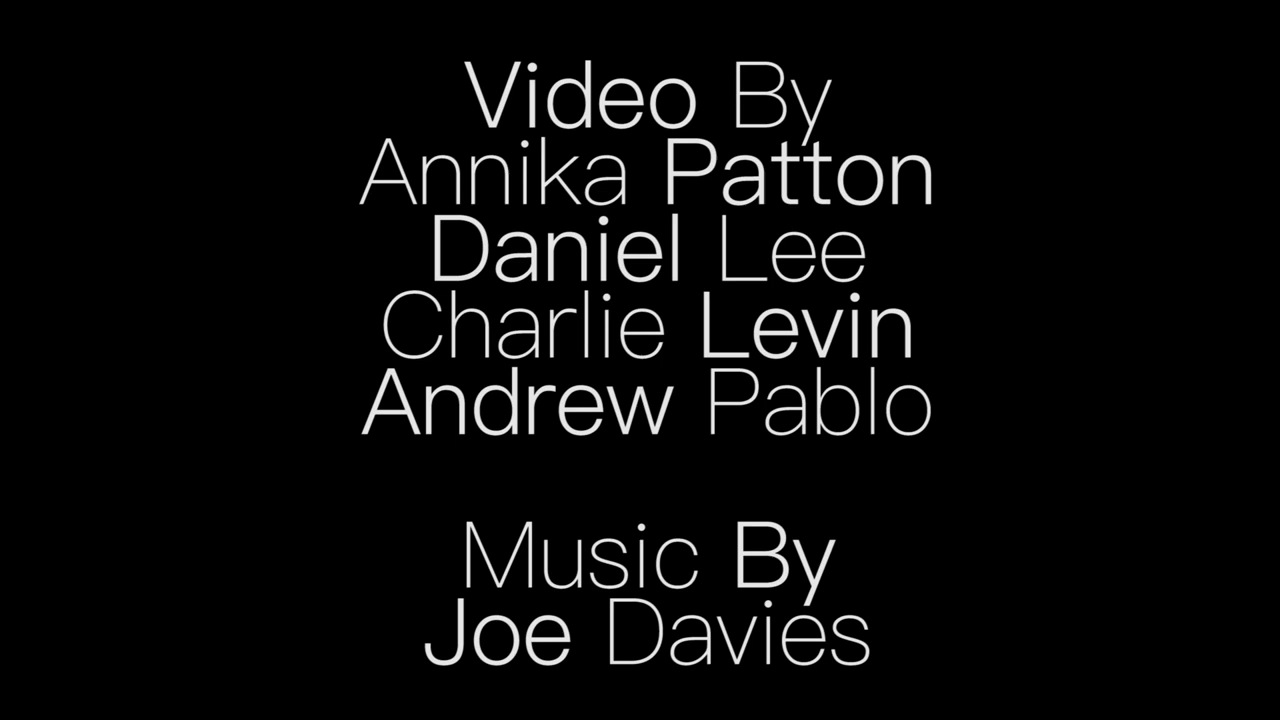 Video By
Annika Patton
Daniel Lee
Charlie Levin
Andrew Pablo
Music By
Joe Davies